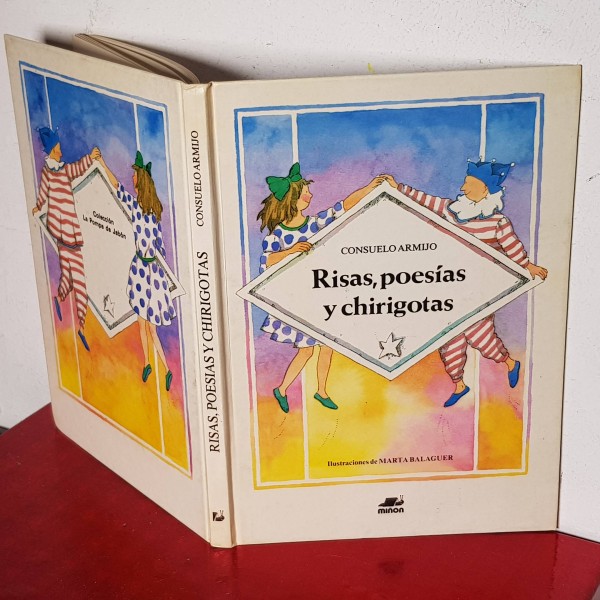 Colección
La Pompa de Jabón
CONSUELO ARMIJO
RISAS, POESIAS Y CHIRIGOTAS
CONSUELO ARMIJO
Risas, poesías
y chirigotas
Ilustraciones de MARTA BALAGUER
miñon